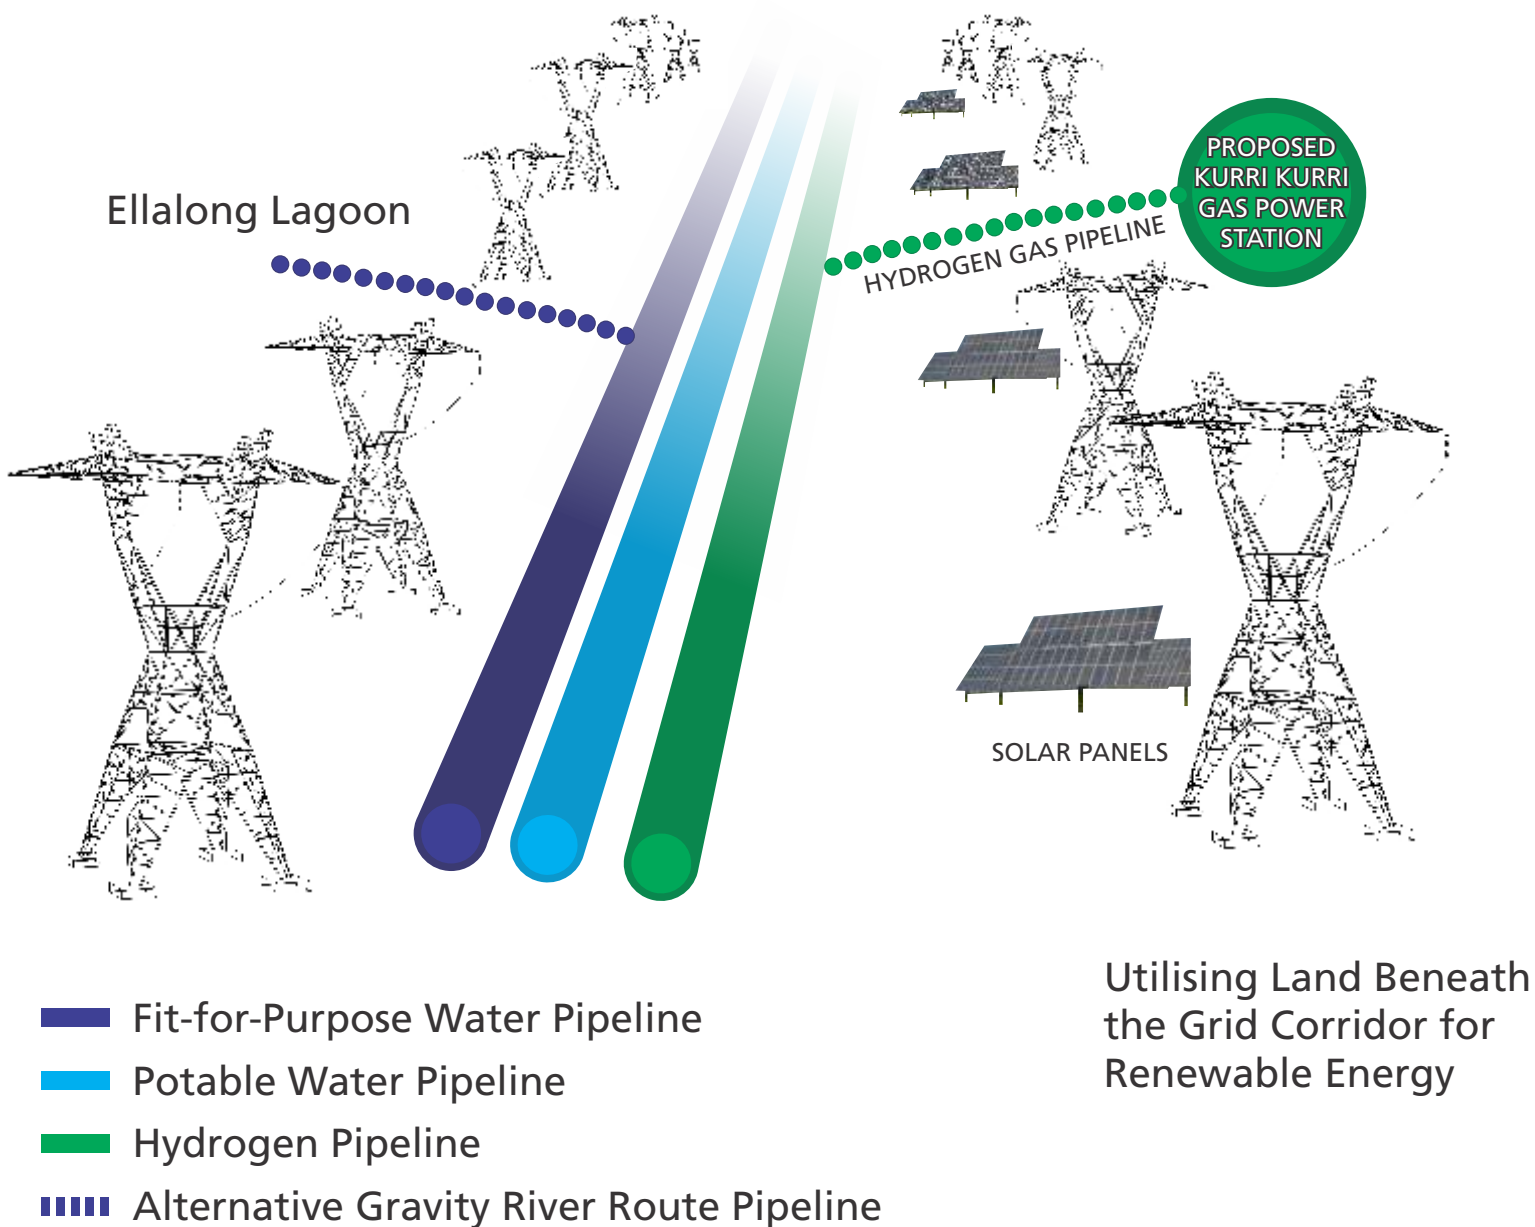 PROPOSED
KURRI KURRI
GAS POWER
STATION
Ellalong Lagoon
HYDROGEN GAS PIPELINE
SOLAR PANELS
Utilising Land Beneath
the Grid Corridor for
Renewable Energy
Fit-for-Purpose Water Pipeline
Potable Water Pipeline
Hydrogen Pipeline
Alternative Gravity River Route Pipeline